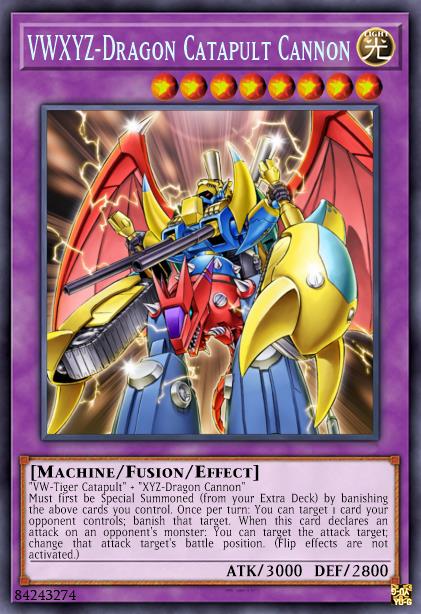 VWXYZ-Dragon Catapult Cannon
LIGHT
光
[Machine/Fusion/Effect]
"VW-Tiger Catapult" + "XYZ-Dragon Cannon"
Must first be Special Summoned (from your Extra Deck) by banishing
the above cards you control. Once per turn: You can target 1 card your
opponent controls; banish that target. When this card declares an
attack on an opponent's monster: You can target the attack target;
change that attack target's battle position. (Flip effects are not
activated.)
ATK/3000 DEF/2800
84243274